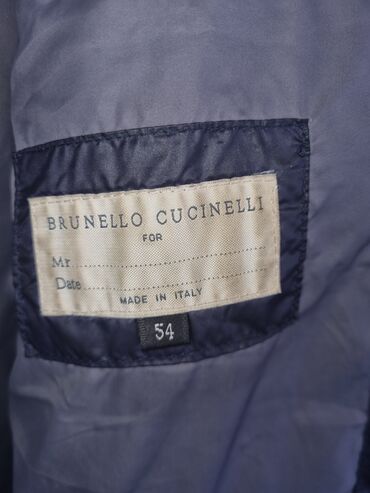 BRUNELLO CUCINELLI
FOR
Mr..............................
Date............................
MADE IN ITALY
54